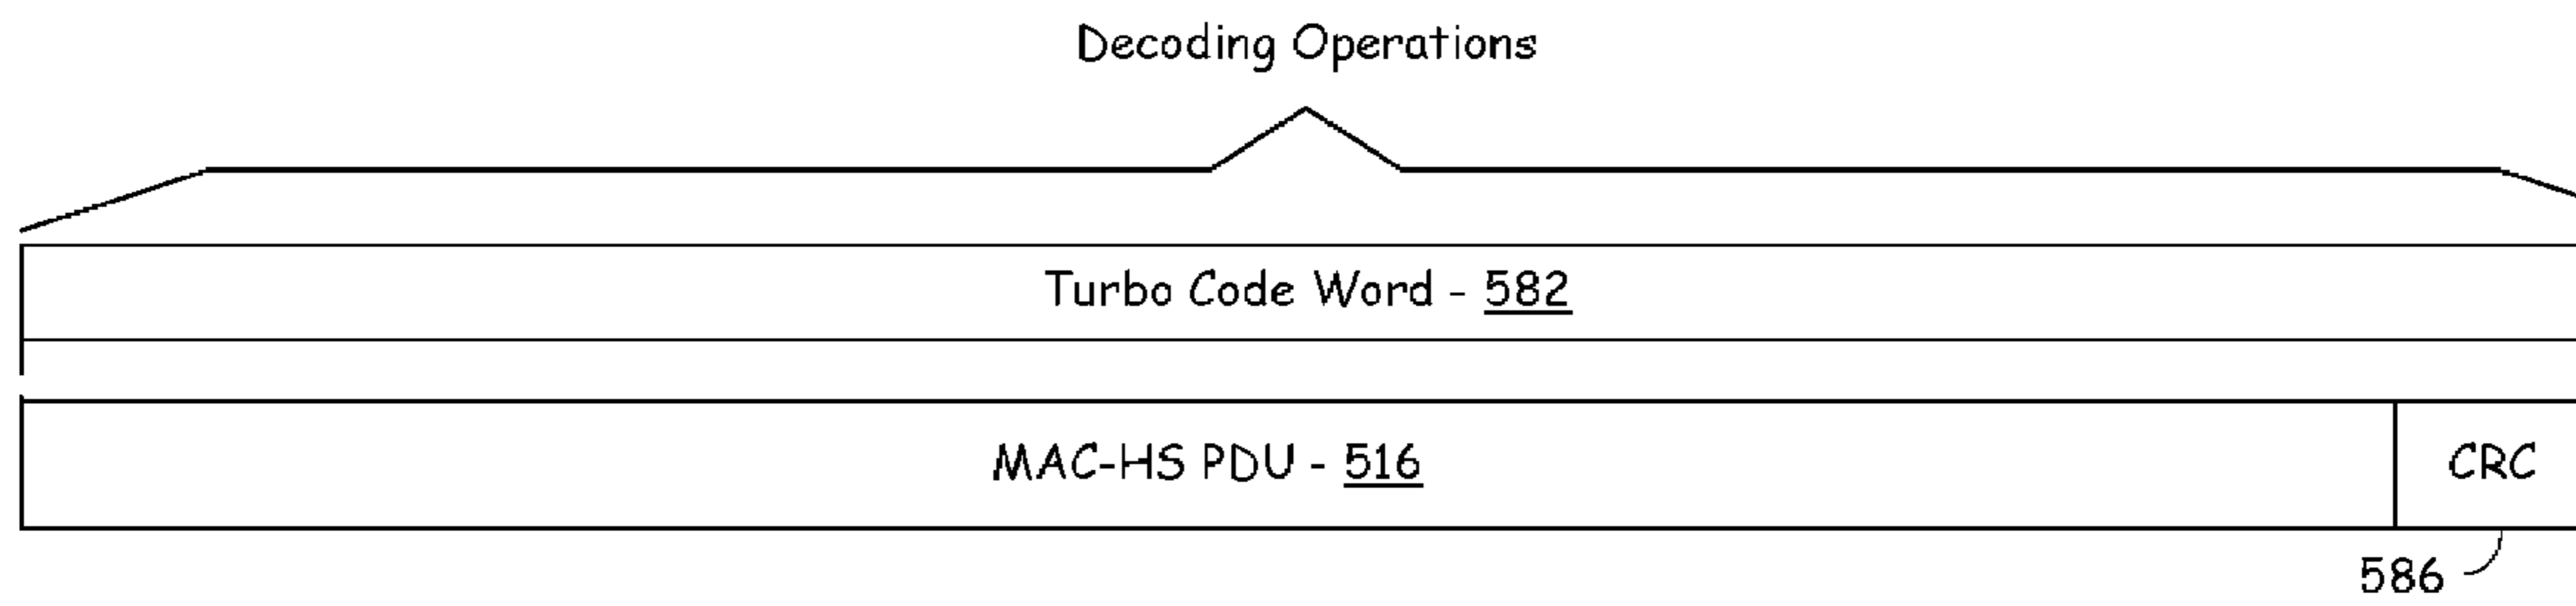 Decoding Operations
Turbo Code Word - 582
MAC-HS PDU - 516
CRC
586